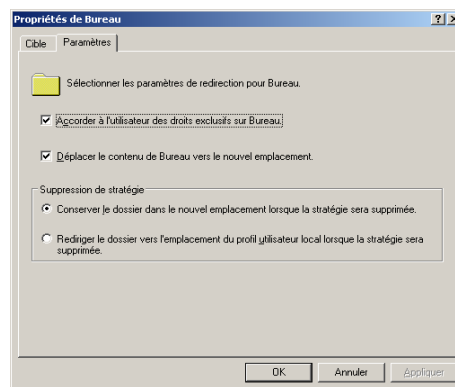 Propriétés de Bureau
Cible Paramètres
Sélectionner les paramètres de redirection pour Bureau.
Accorder à l'utilisateur des droits exclusifs sur Bureau.
Déplacer le contenu de Bureau vers le nouvel emplacement.
Suppression de stratégie
Conserver le dossier dans le nouvel emplacement lorsque la stratégie sera supprimée.
Rediriger le dossier vers l'emplacement du profil utilisateur local lorsque la stratégie sera
supprimée.
OK Annuler Appliquer